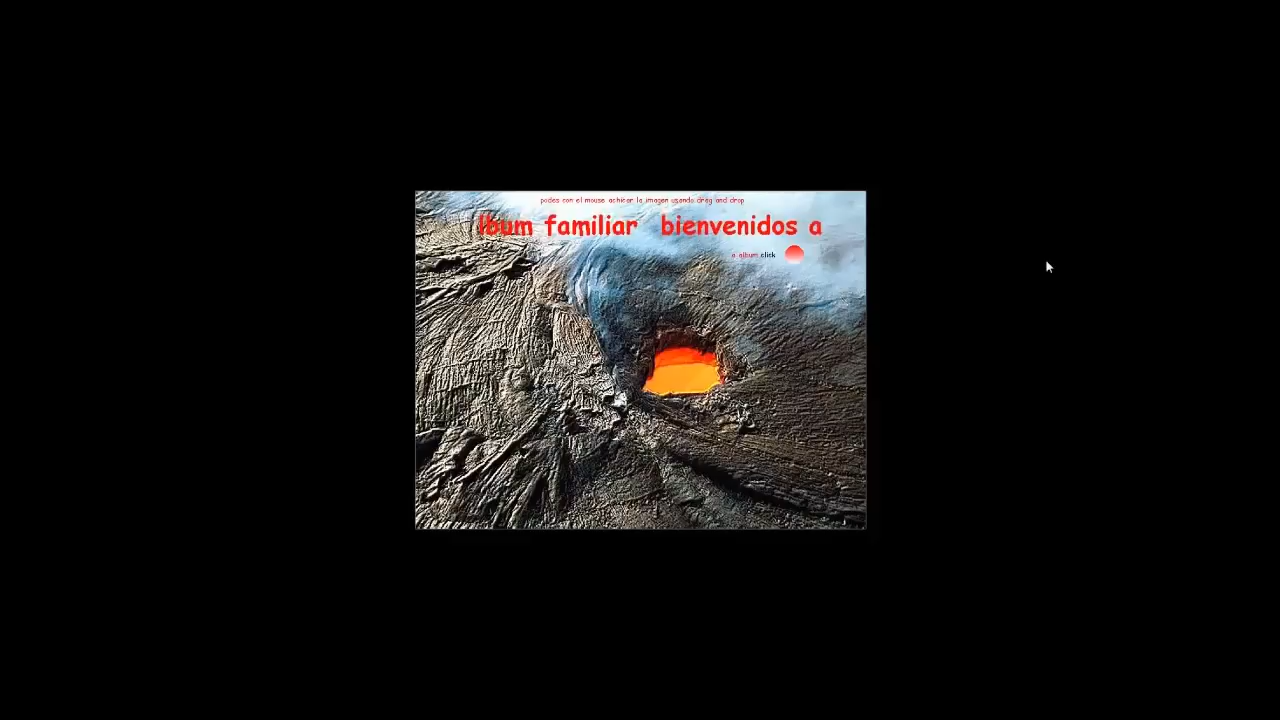 podes con el mouse achicar la imagen usando drag and drop
lbum familiar bienvenidos a
a album click